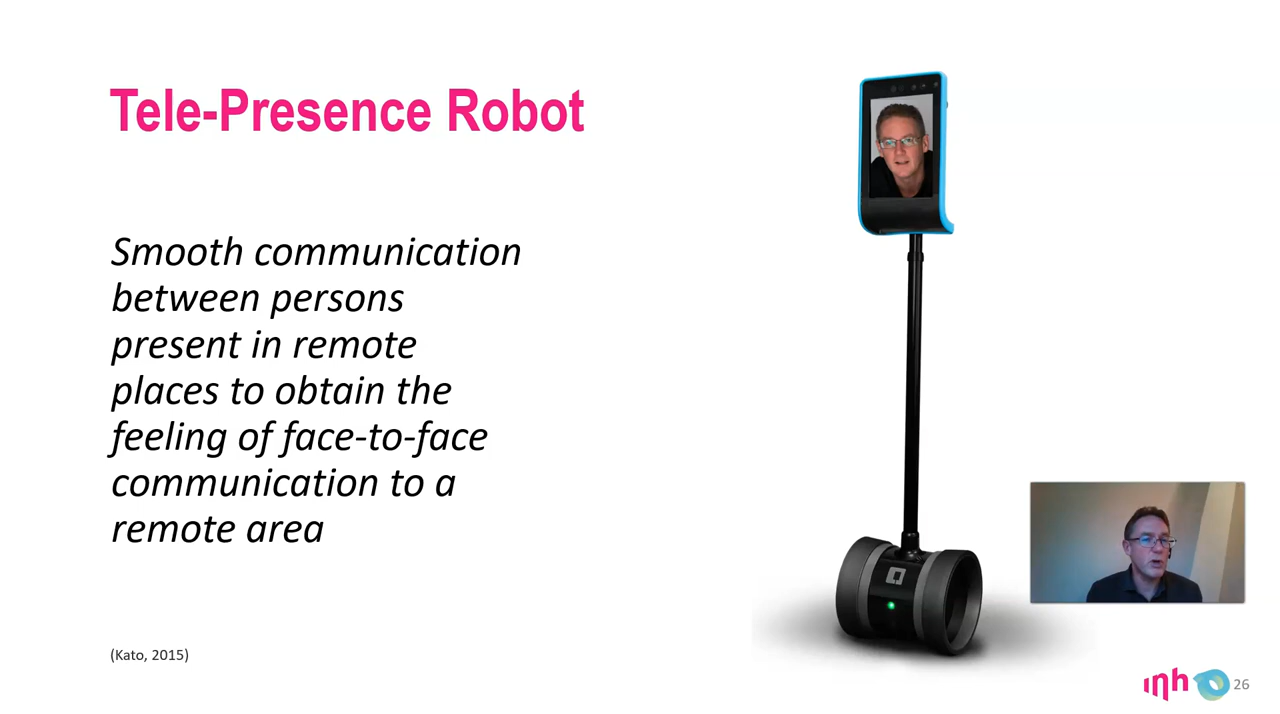 Tele-Presence Robot
Smooth communication
between persons
present in remote
places to obtain the
feeling of face-to-face
communication to a
remote area
(Kato, 2015)
inh
26